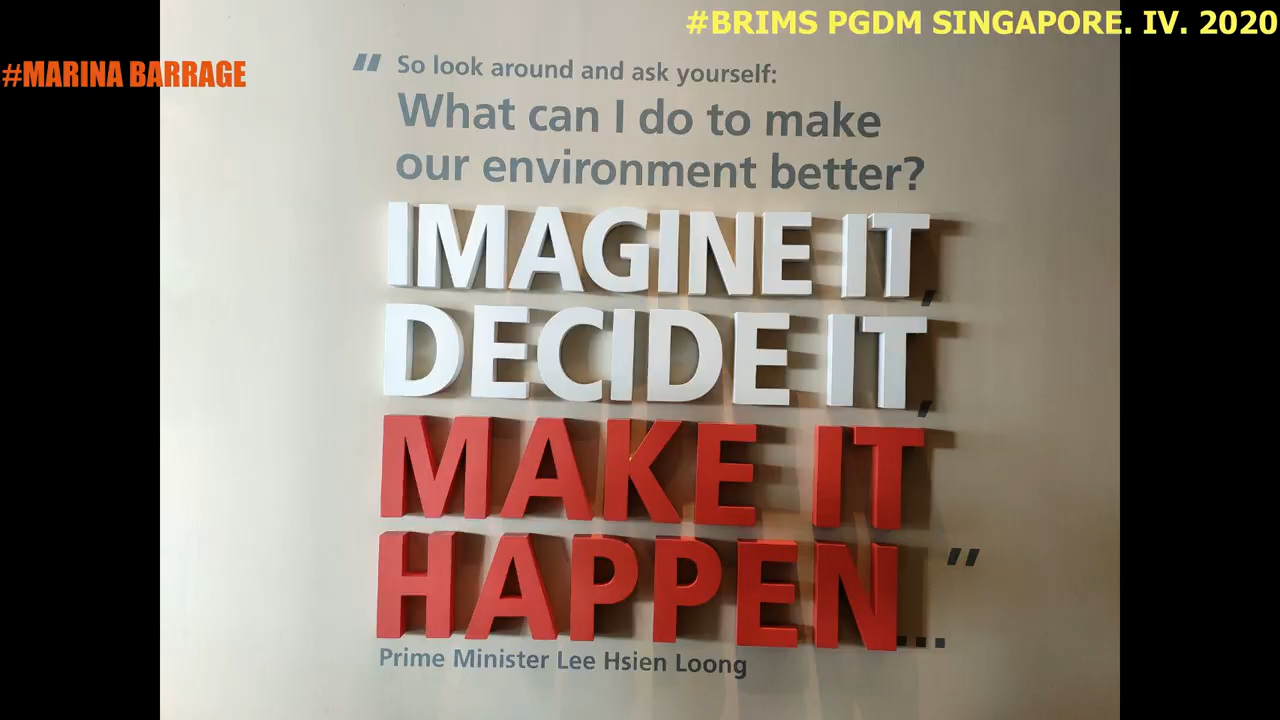 #BRIMS PGDM SINGAPORE. IV. 2020
#MARINA BARRAGE
“ So look around and ask yourself:
What can I do to make
our environment better?
IMAGINE IT,
DECIDE IT,
MAKE IT
HAPPEN...”
Prime Minister Lee Hsien Loong